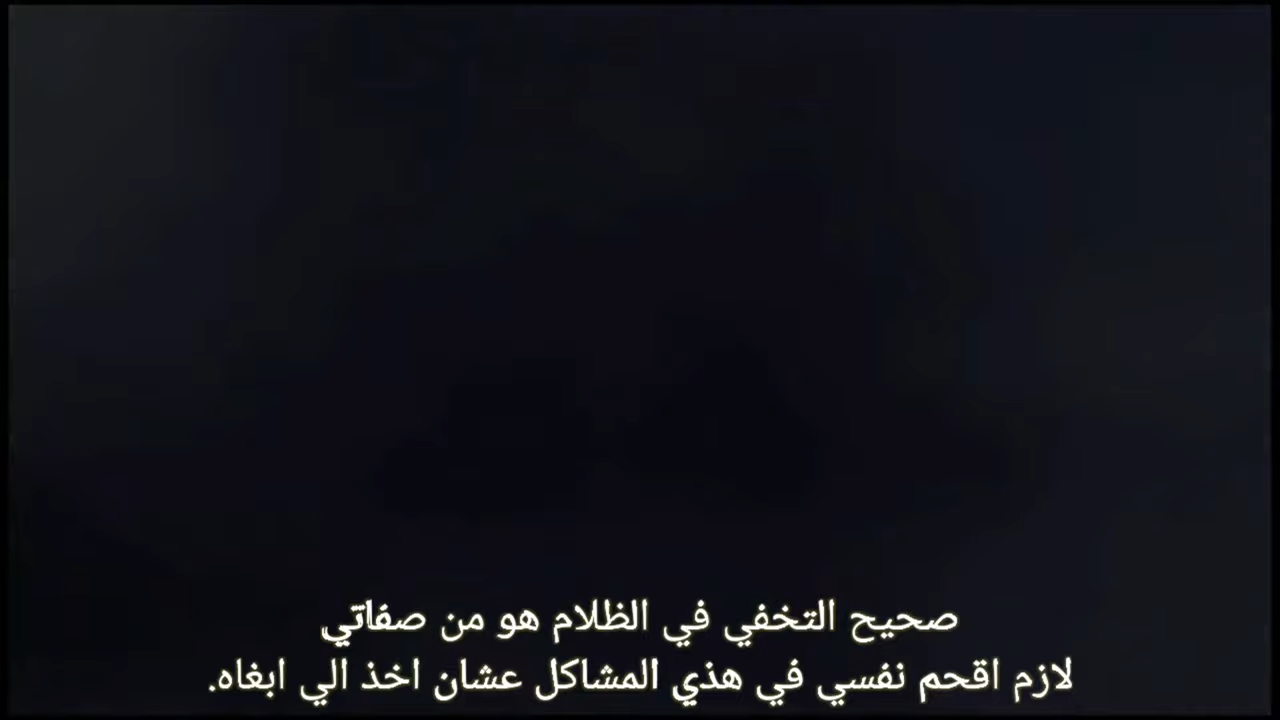 صحيح التخفي في الظلام هو من صفاتي
لازم اقحم نفسي في هذي المشاكل عشان اخذ الي ابغاه.